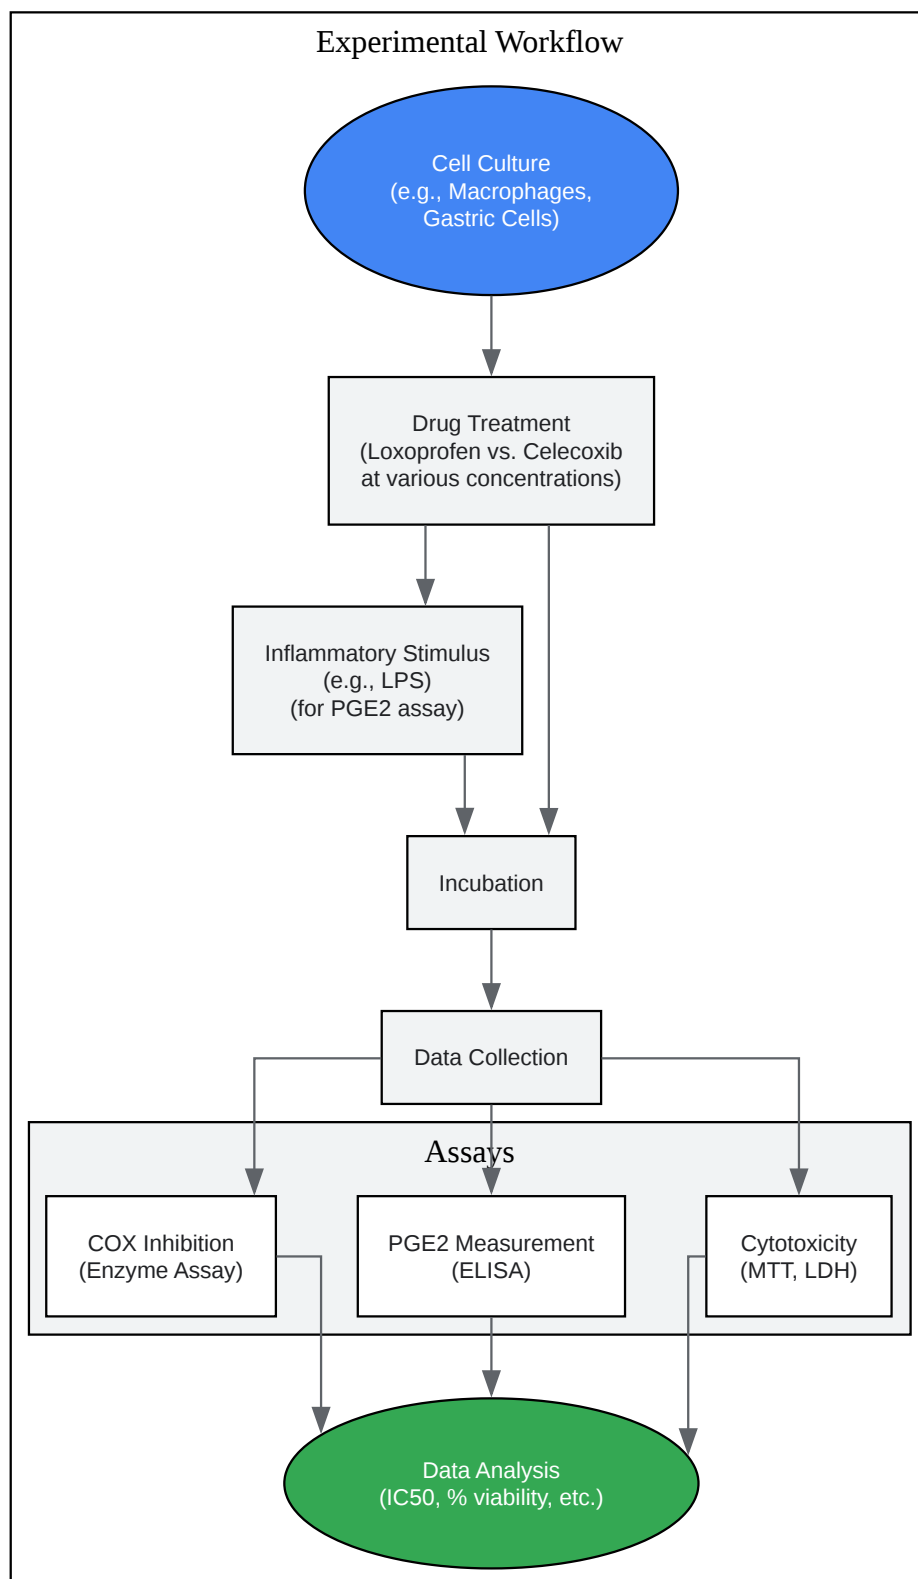 Experimental Workflow
Cell Culture
(e.g., Macrophages,
Gastric Cells)
Drug Treatment
(Loxoprofen vs. Celecoxib
at various concentrations)
Inflammatory Stimulus
(e.g., LPS)
(for PGE2 assay)
Incubation
Data Collection
Assays
COX Inhibition
(Enzyme Assay)
PGE2 Measurement
(ELISA)
Cytotoxicity
(MTT, LDH)
Data Analysis
(IC50, % viability, etc.)